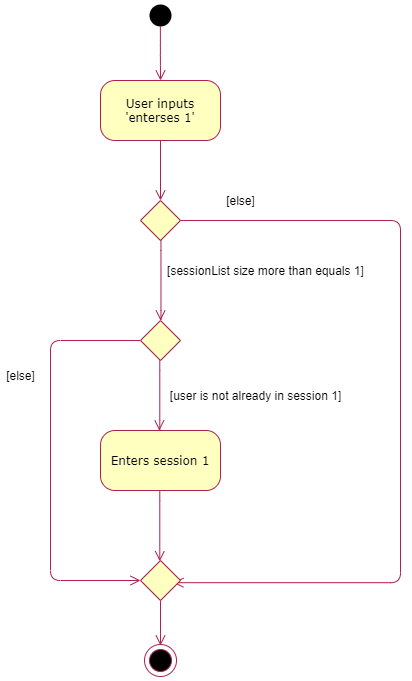 User inputs
'enterses 1'
[else]
[sessionList size more than equals 1]
[else]
[user is not already in session 1]
Enters session 1